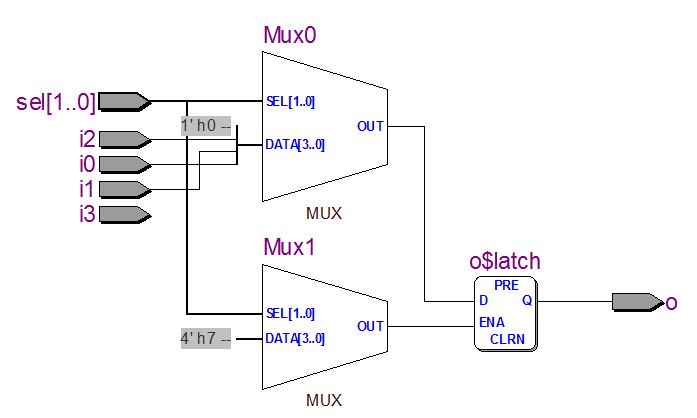 Mux0
sel[1..0]
SEL[1..0]
1' h0 --
OUT
i2
DATA[3..0]
i0
i1
i3
MUX
Mux1
o$latch
PRE
D
Q
o
SEL[1..0]
OUT
ENA
4' h7 --
DATA[3..0]
CLRN
MUX